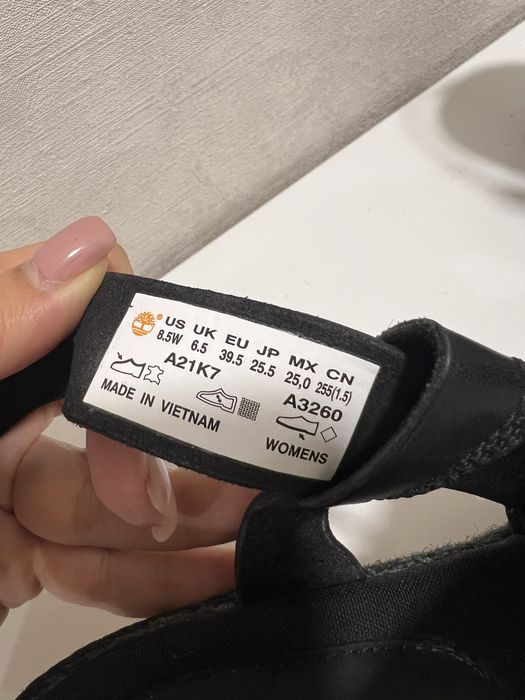 ® US UK EU JP MX CN
8.5W 6.5 39.5 25.5 25,0 255(1.5)
A21K7 A3260
MADE IN VIETNAM WOMENS